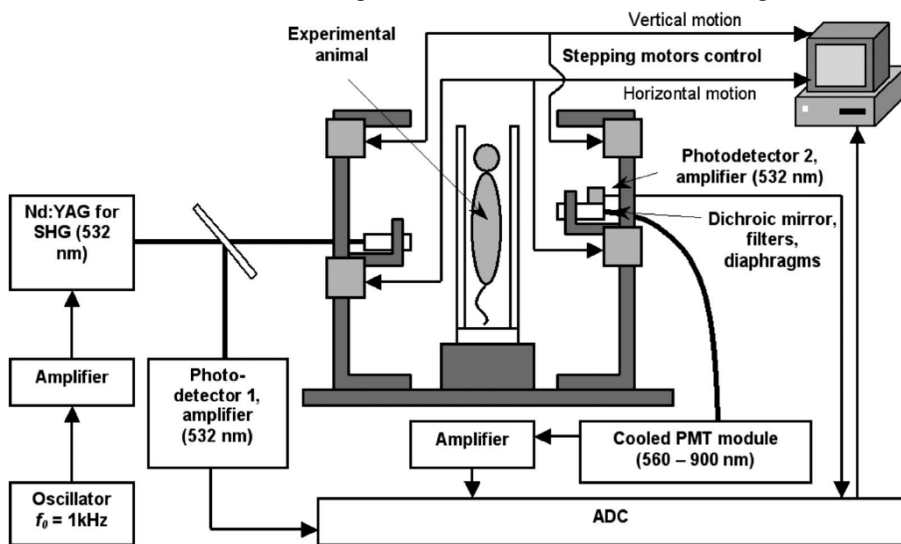 Vertical motion
Experimental
animal
Stepping motors control
Horizontal motion
Photodetector 2,
amplifier (532 nm)
Nd:YAG for
SHG (532
nm)
Dichroic mirror,
filters,
diaphragms
Amplifier
Photo-
detector 1,
amplifier
(532 nm)
Amplifier
Cooled PMT module
(560 – 900 nm)
Oscillator
f₀ = 1kHz
ADC